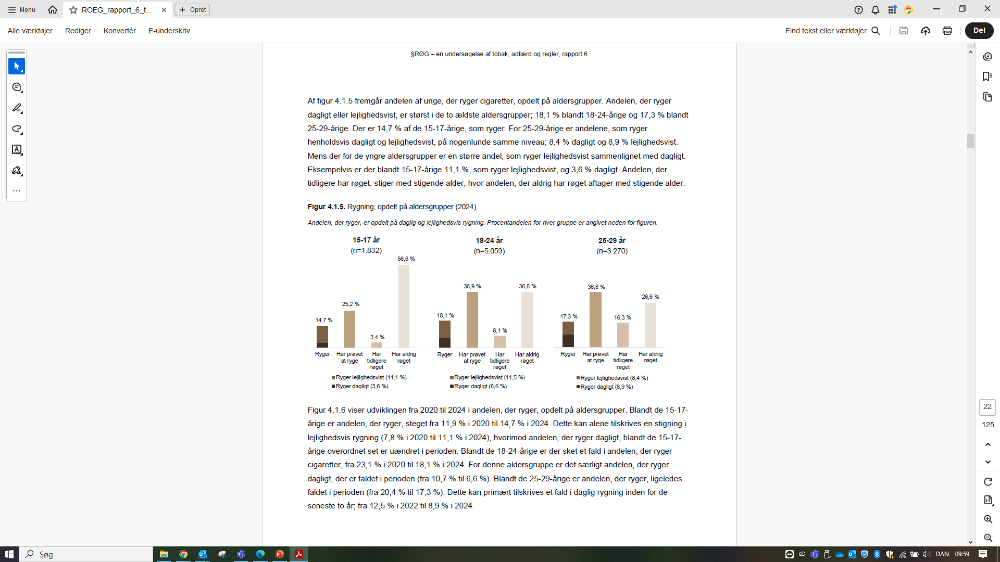 Menu
ROEG_rapport_6_t...
Opret
Alle værktøjer
Rediger
Konvertér
E-underskriv
Find tekst eller værktøjer
Del
§RØG – en undersøgelse af tobak, adfærd og regler, rapport 6
Af figur 4.1.5 fremgår andelen af unge, der ryger cigaretter, opdelt på aldersgrupper. Andelen, der ryger
dagligt eller lejlighedsvist, er størst i de to ældste aldersgrupper; 18,1 % blandt 18-24-årige og 17,3 % blandt
25-29-årige. Der er 14,7 % af de 15-17-årige, som ryger. For 25-29-årige er andelene, som ryger
henholdsvis dagligt og lejlighedsvist, på nogenlunde samme niveau; 8,4 % dagligt og 8,9 % lejlighedsvist.
Mens der for de yngre aldersgrupper er en større andel, som ryger lejlighedsvist sammenlignet med dagligt.
Eksempelvis er der blandt 15-17-årige 11,1 %, som ryger lejlighedsvist, og 3,6 % dagligt. Andelen, der
tidligere har røget, stiger med stigende alder, hvor andelen, der aldrig har røget aftager med stigende alder.
Figur 4.1.5. Rygning, opdelt på aldersgrupper (2024)
Andelen, der ryger, er opdelt på daglig og lejlighedsvis rygning. Procentandelen for hver gruppe er angivet neden for figuren.
15-17 år
(n=1.832)
56,6 %
25,2 %
14,7 %
3,4 %
Ryger
Har prøvet
at ryge
Har
tidligere
røget
Har aldrig
røget
Ryger lejlighedsvist (11,1 %)
Ryger dagligt (3,6 %)
18-24 år
(n=5.059)
36,9 %
36,8 %
18,1 %
8,1 %
Ryger
Har prøvet
at ryge
Har
tidligere
røget
Har aldrig
røget
Ryger lejlighedsvist (11,5 %)
Ryger dagligt (6,6 %)
25-29 år
(n=3.270)
36,8 %
26,6 %
17,3 %
16,3 %
Ryger
Har prøvet
at ryge
Har
tidligere
røget
Har aldrig
røget
Ryger lejlighedsvist (8,4 %)
Ryger dagligt (8,9 %)
Figur 4.1.6 viser udviklingen fra 2020 til 2024 i andelen, der ryger, opdelt på aldersgrupper. Blandt de 15-17-
årige er andelen, der ryger, steget fra 11,9 % i 2020 til 14,7 % i 2024. Dette kan alene tilskrives en stigning i
lejlighedsvis rygning (7,8 % i 2020 til 11,1 % i 2024), hvorimod andelen, der ryger dagligt, blandt de 15-17-
årige overordnet set er uændret i perioden. Blandt de 18-24-årige er der sket et fald i andelen, der ryger
cigaretter, fra 23,1 % i 2020 til 18,1 % i 2024. For denne aldersgruppe er det særligt andelen, der ryger
dagligt, der er faldet i perioden (fra 10,7 % til 6,6 %). Blandt de 25-29-årige er andelen, der ryger, ligeledes
faldet i perioden (fra 20,4 % til 17,3 %). Dette kan primært tilskrives et fald i daglig rygning inden for de
seneste to år; fra 12,5 % i 2022 til 8,9 % i 2024.
22
125
1:1
Søg
DAN
09:59